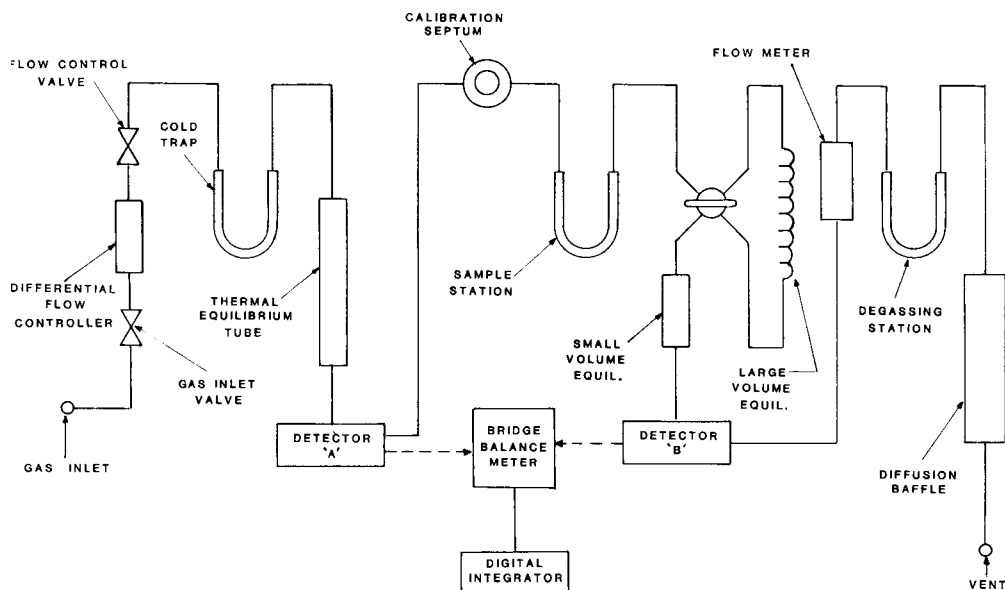 CALIBRATION
SEPTUM
FLOW METER
FLOW CONTROL
VALVE
COLD
TRAP
DIFFERENTIAL
FLOW
CONTROLLER
THERMAL
EQUILIBRIUM
TUBE
GAS INLET
VALVE
GAS INLET
SAMPLE
STATION
SMALL
VOLUME
EQUIL.
LARGE
VOLUME
EQUIL.
DEGASSING
STATION
DETECTOR
'A'
BRIDGE
BALANCE
METER
DETECTOR
'B'
DIFFUSION
BAFFLE
DIGITAL
INTEGRATOR
VENT